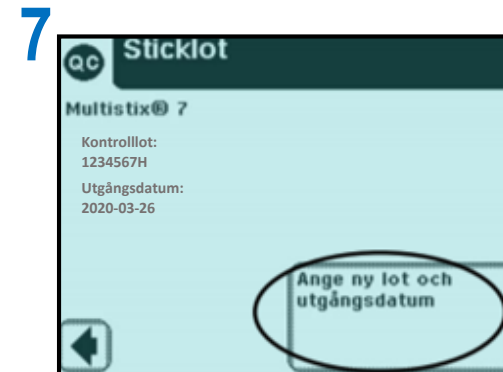 7
QC Sticklot
Multistix® 7
Kontrolllot:
1234567H
Utgångsdatum:
2020-03-26
Ange ny lot och
utgångsdatum